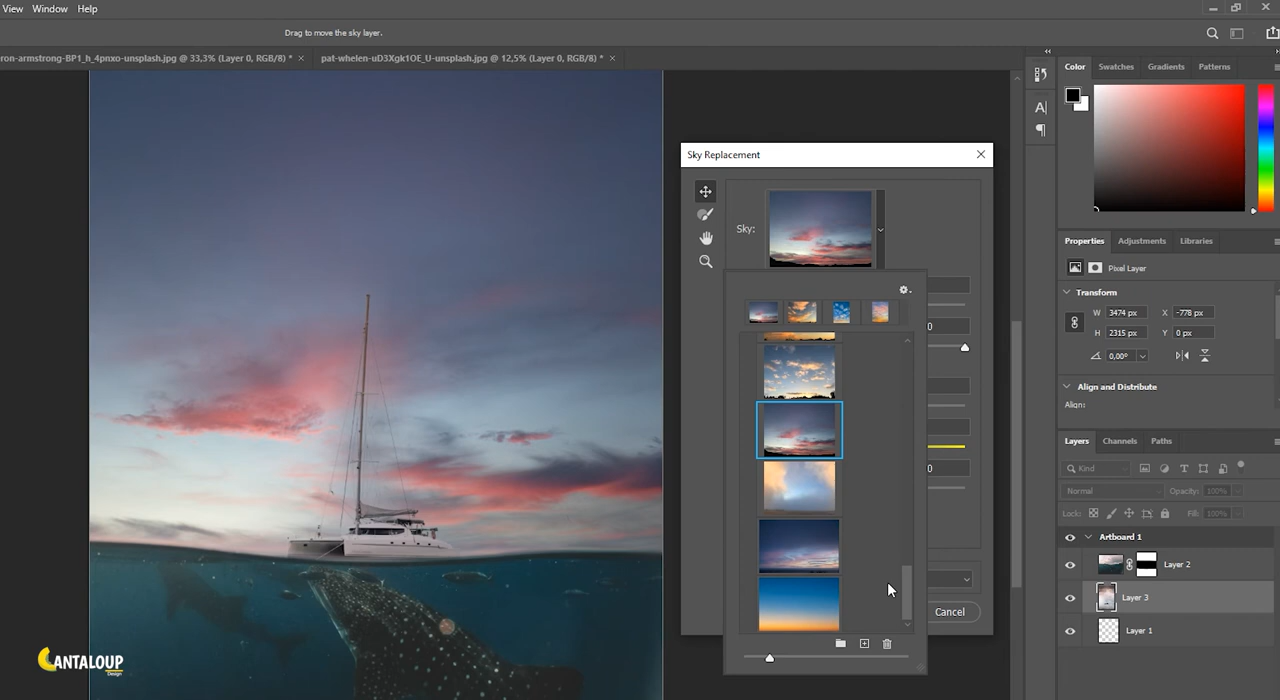 View Window Help
Drag to move the sky layer.
ron-armstrong-BP1_h_4pnxo-unsplash.jpg @ 33,3% (Layer 0, RGB/8) * ×
pat-whelen-uD3Xgk1OE_U-unsplash.jpg @ 12,5% (Layer 0, RGB/8) * ×
Color Swatches Gradients Patterns
Sky Replacement
Sky:
0
0
Cancel
Properties Adjustments Libraries
Pixel Layer
Transform
W 3474 px X -778 px
H 2315 px Y 0 px
0,00°
Align and Distribute
Align:
Layers Channels Paths
Kind
Normal Opacity: 100%
Lock: Fill: 100%
Artboard 1
Layer 2
Layer 3
Layer 1
CANTALOUP
Design